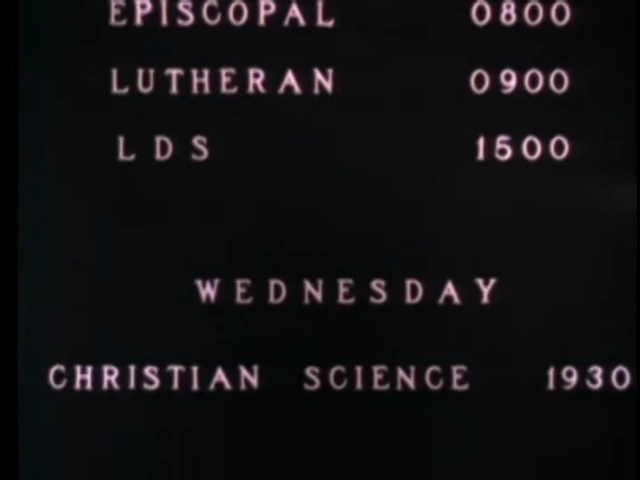 EPISCOPAL 0800
LUTHERAN 0900
LDS 1500
WEDNESDAY
CHRISTIAN SCIENCE 1930